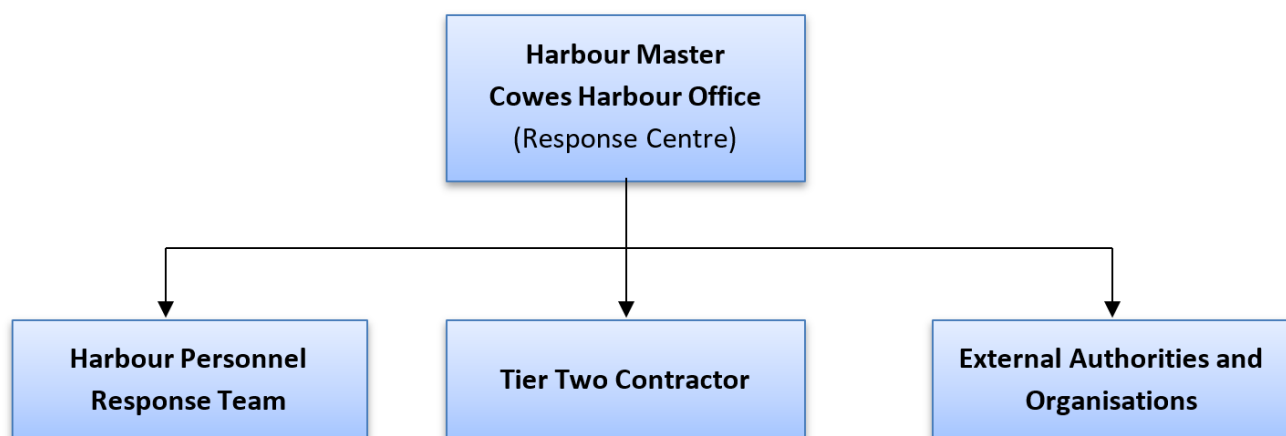 Harbour Master
Cowes Harbour Office
(Response Centre)
Harbour Personnel
Response Team
Tier Two Contractor
External Authorities and
Organisations